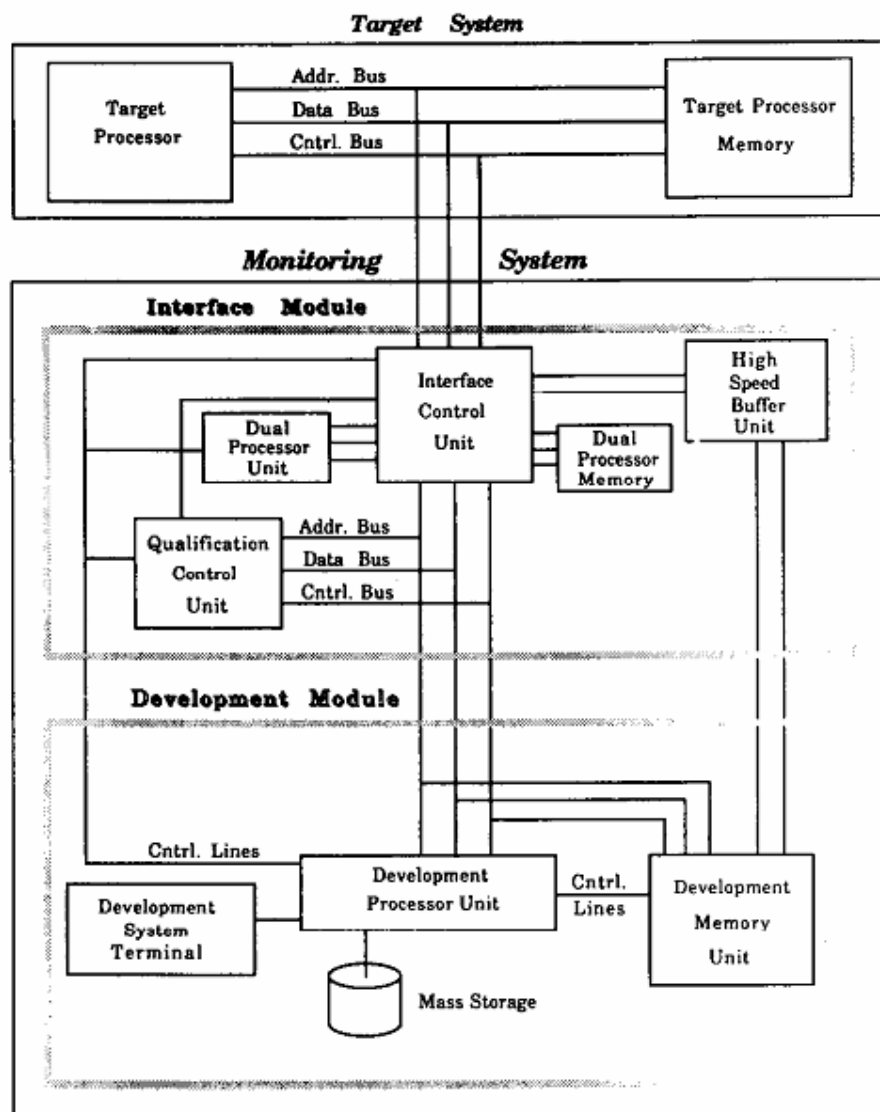 Target System
Target
Processor
Addr. Bus
Data Bus
Cntrl. Bus
Target Processor
Memory
Monitoring System
Interface Module
Interface
Control
Unit
High
Speed
Buffer
Unit
Dual
Processor
Unit
Dual
Processor
Memory
Qualification
Control
Unit
Addr. Bus
Data Bus
Cntrl. Bus
Development Module
Cntrl. Lines
Development
Processor Unit
Cntrl.
Lines
Development
Memory
Unit
Development
System
Terminal
Mass Storage